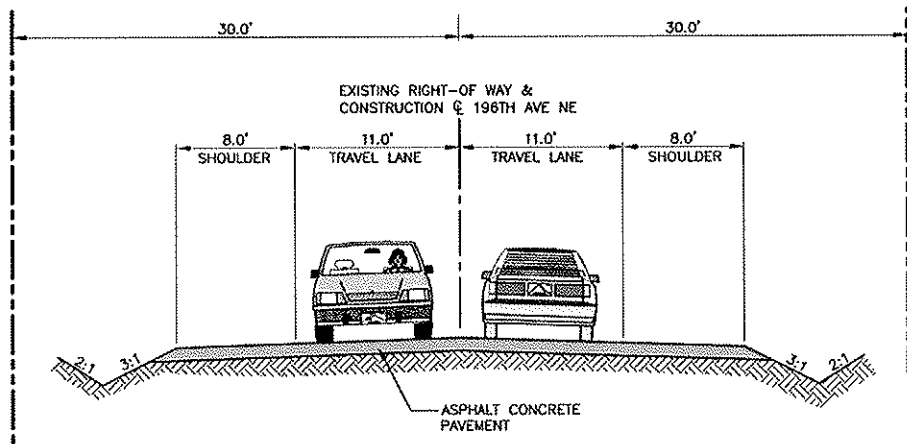 30.0'
30.0'
EXISTING RIGHT-OF WAY &
CONSTRUCTION ℄ 196TH AVE NE
8.0'
11.0'
11.0'
8.0'
SHOULDER
TRAVEL LANE
TRAVEL LANE
SHOULDER
2:1
3:1
3:1
2:1
ASPHALT CONCRETE
PAVEMENT